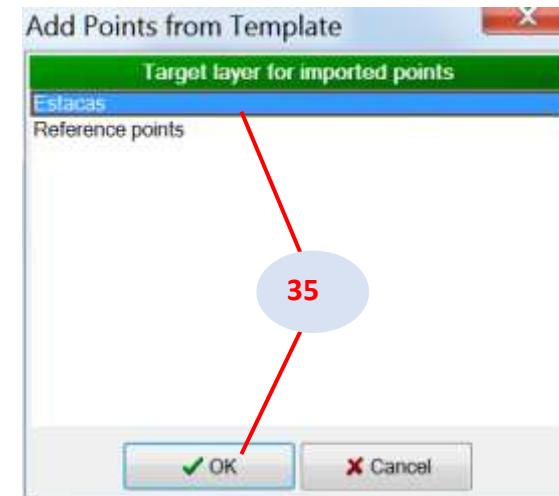 Add Points from Template
Target layer for imported points
Estacas
Reference points
35
OK
Cancel